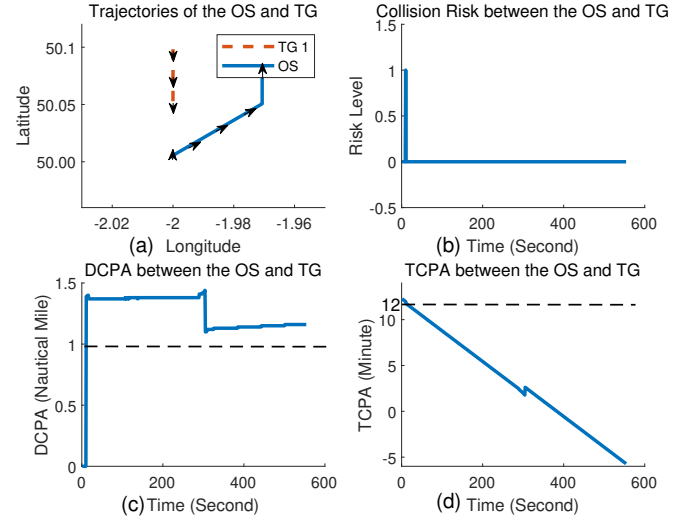 Trajectories of the OS and TG
50.1
50.05
50.00
Latitude
-2.02
-2
-1.98
-1.96
(a)
Longitude
TG 1
OS
Collision Risk between the OS and TG
1.5
1
0.5
0
-0.5
Risk Level
0
200
400
600
(b)
Time (Second)
DCPA between the OS and TG
1.5
1
0.5
0
DCPA (Nautical Mile)
0
200
400
600
(c)
Time (Second)
TCPA between the OS and TG
12
10
5
0
-5
TCPA (Minute)
0
200
400
600
(d)
Time (Second)